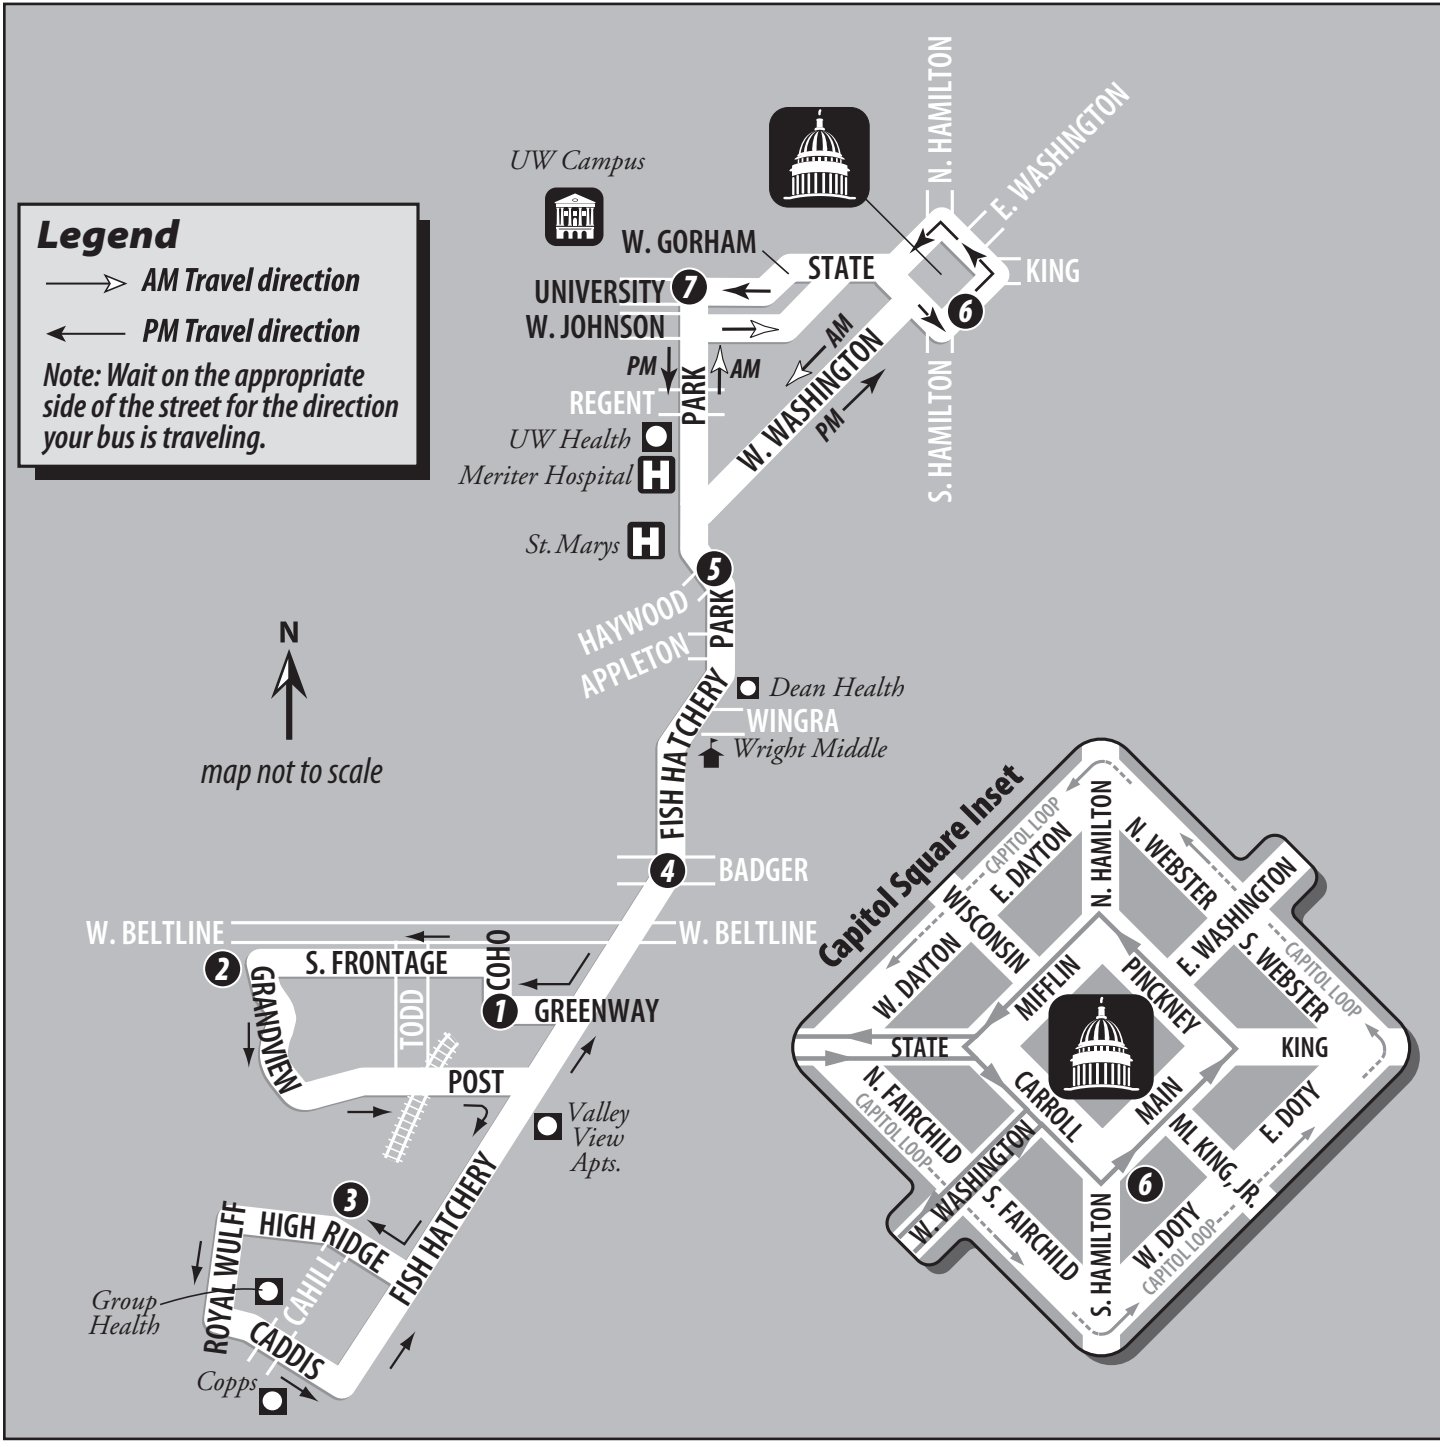 N. HAMILTON
E. WASHINGTON
UW Campus
W. GORHAM
STATE
KING
7
UNIVERSITY
6
W. JOHNSON
PM
AM
AM
PM
REGENT
PARK
W. WASHINGTON
S. HAMILTON
UW Health
Meriter Hospital
H
St. Marys
H
Legend
AM Travel direction
PM Travel direction
Note: Wait on the appropriate
side of the street for the direction
your bus is traveling.
5
HAYWOOD
PARK
APPLETON
N
map not to scale
Dean Health
FISH HATCHERY
WINGRA
Wright Middle
4
BADGER
W. BELTLINE
W. BELTLINE
2
S. FRONTAGE
COHO
GRANDVIEW
TODD
1
GREENWAY
POST
Valley
View
Apts.
3
HIGH RIDGE
ROYAL WULFF
FISH HATCHERY
CAHILL
Group
Health
CADDIS
Copps
Capitol Square Inset
CAPITOL LOOP
E. DAYTON
N. HAMILTON
N. WEBSTER
E. WASHINGTON
WISCONSIN
W. DAYTON
S. WEBSTER
CAPITOL LOOP
MIFFLIN
PINCKNEY
STATE
KING
N. FAIRCHILD
CAPITOL LOOP
CARROLL
MAIN
E. DOTY
W. WASHINGTON
ML KING, JR.
6
S. FAIRCHILD
S. HAMILTON
W. DOTY
CAPITOL LOOP